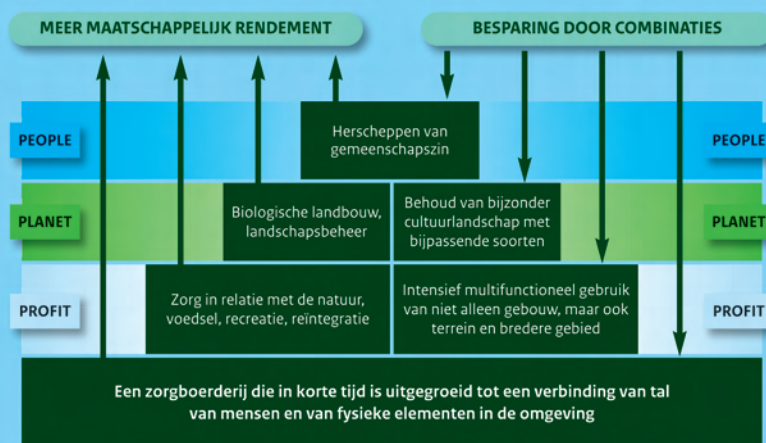 MEER MAATSCHAPPELIJK RENDEMENT
BESPARING DOOR COMBINATIES
PEOPLE
Herscheppen van
gemeenschapszin
PEOPLE
PLANET
Biologische landbouw,
landschapsbeheer
Behoud van bijzonder
cultuurlandschap met
bijpassende soorten
PLANET
PROFIT
Zorg in relatie met de natuur,
voedsel, recreatie, reïntegratie
Intensief multifunctioneel gebruik
van niet alleen gebouw, maar ook
terrein en bredere gebied
PROFIT
Een zorgboerderij die in korte tijd is uitgegroeid tot een verbinding van tal
van mensen en van fysieke elementen in de omgeving